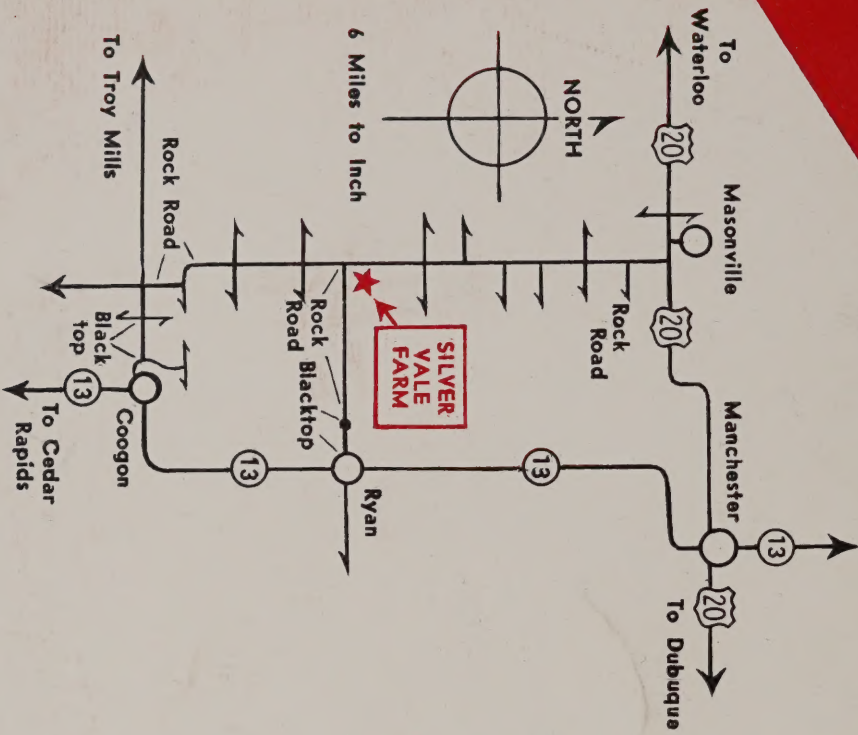 To
Waterloo
20
Masonville
20
Manchester
13
20
To Dubuque
NORTH
6 Miles to Inch
Rock
Road
SILVER
VALE
FARM
Rock
Road Blacktop
Ryan
13
13
To Troy Mills
Rock Road
Black
top
Coogon
13
To Cedar
Rapids